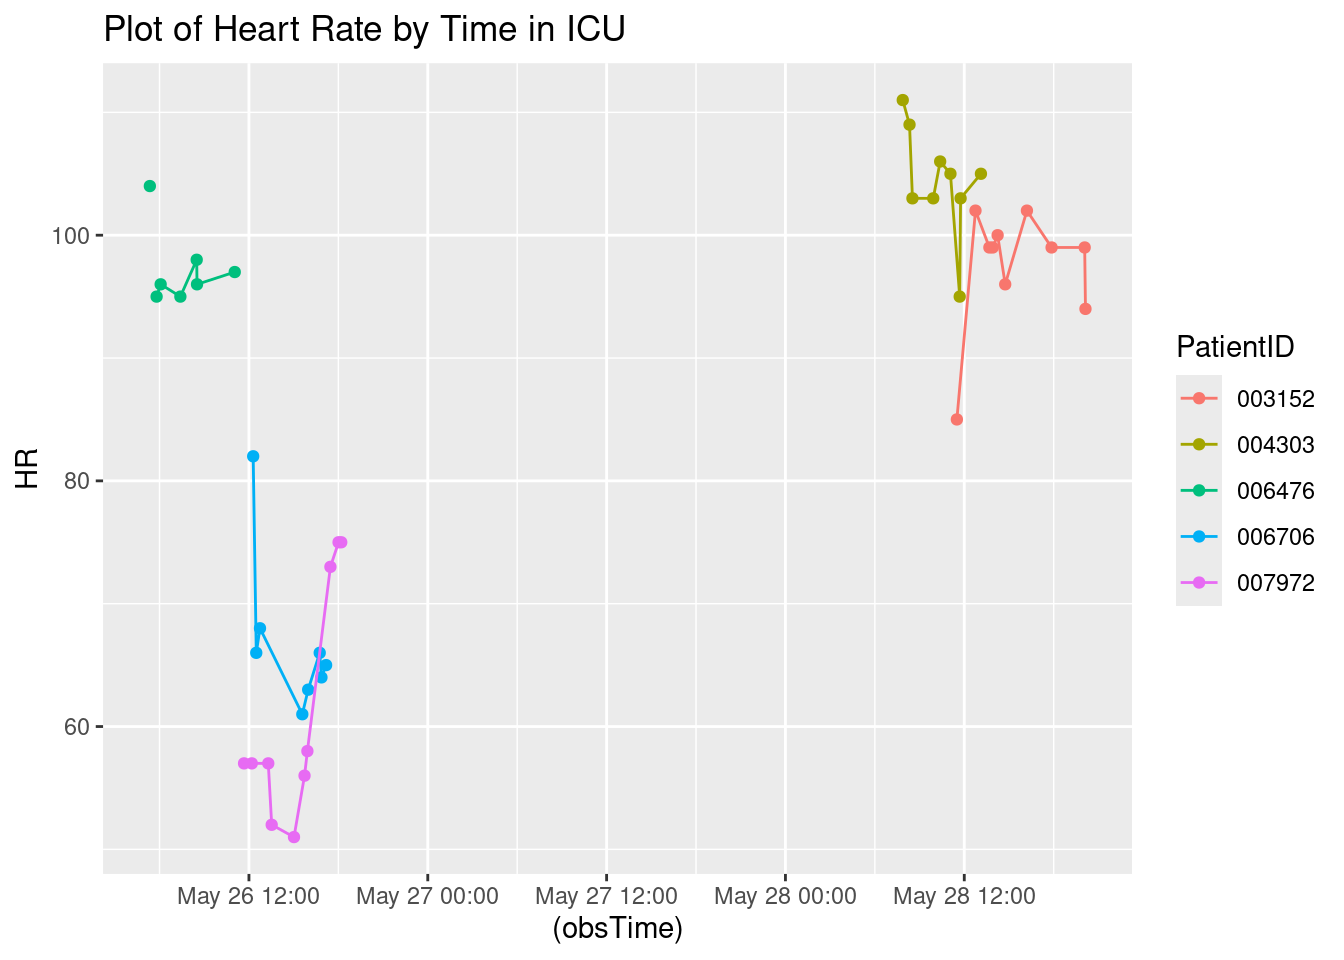 Plot of Heart Rate by Time in ICU
HR
100
80
60
May 26 12:00 May 27 00:00 May 27 12:00 May 28 00:00 May 28 12:00
(obsTime)
PatientID
003152
004303
006476
006706
007972